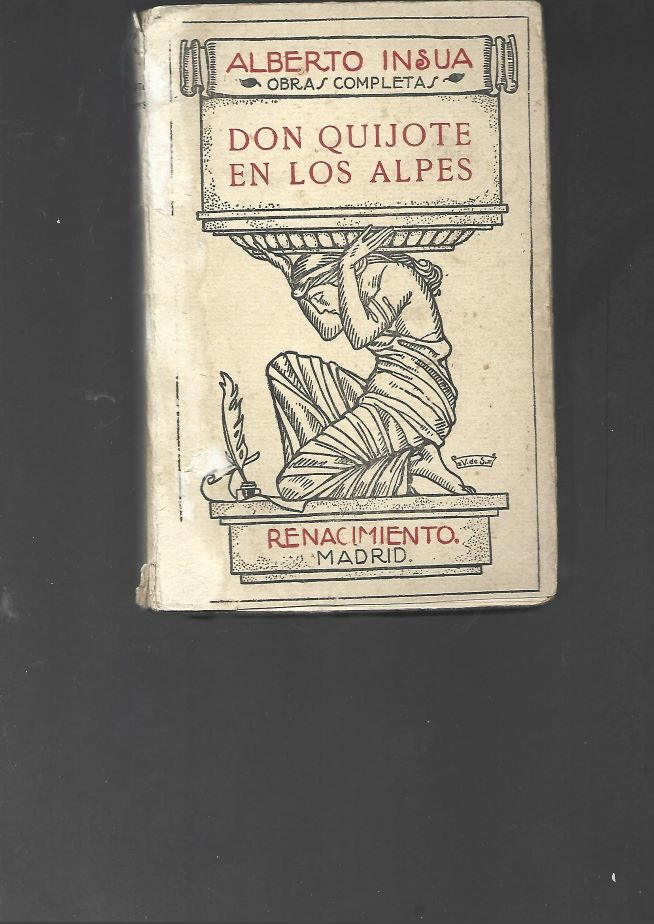 ALBERTO INSUA
OBRAS COMPLETAS
DON QUIJOTE
EN LOS ALPES
RENACIMIENTO.
MADRID.